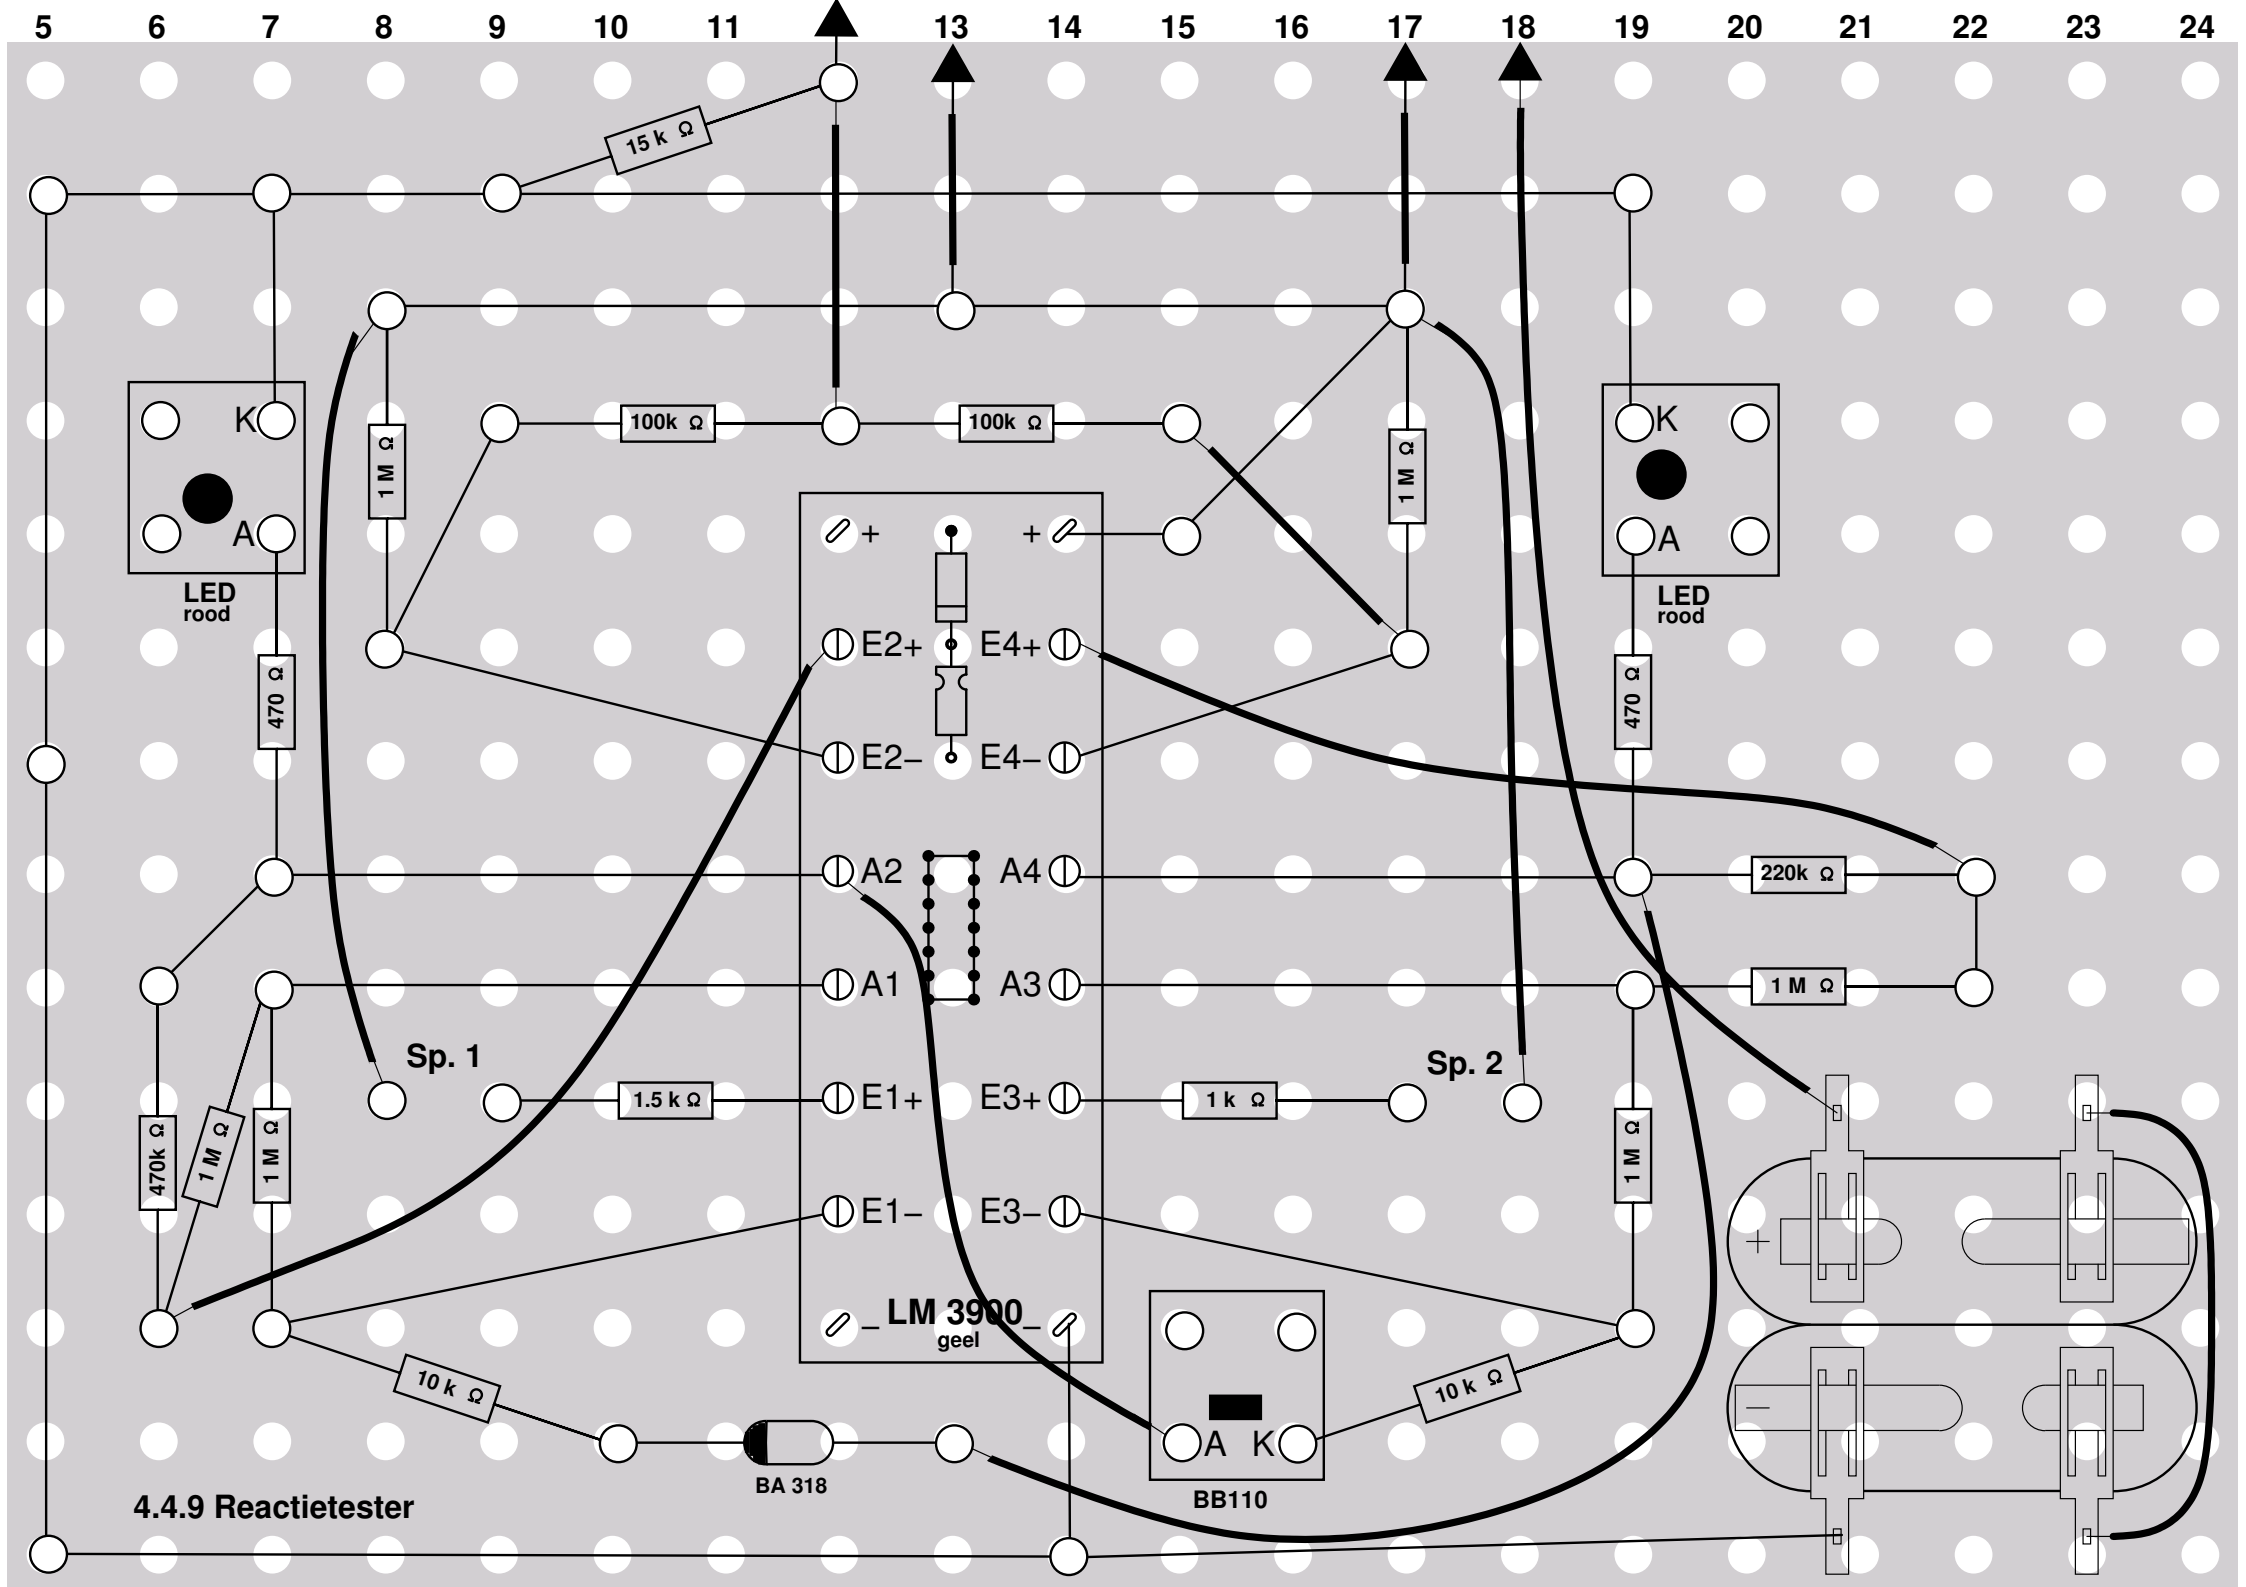 5 6 7 8 9 10 11 13 14 15 16 17 18 19 20 21 22 23 24
15 k Ω
K
100k Ω
100k Ω
K
1 M Ω
1 M Ω
A
+
+
A
LED
rood
LED
rood
E2+ E4+
470 Ω
470 Ω
E2– E4–
A2 A4
220k Ω
A1 A3
1 M Ω
Sp. 1
Sp. 2
1.5 k Ω
E1+ E3+
1 k Ω
470k Ω
1 M Ω
1 M Ω
1 M Ω
E1– E3–
+
– LM 3900 –
geel
10 k Ω
10 k Ω
–
A K
BA 318
BB110
4.4.9 Reactietester